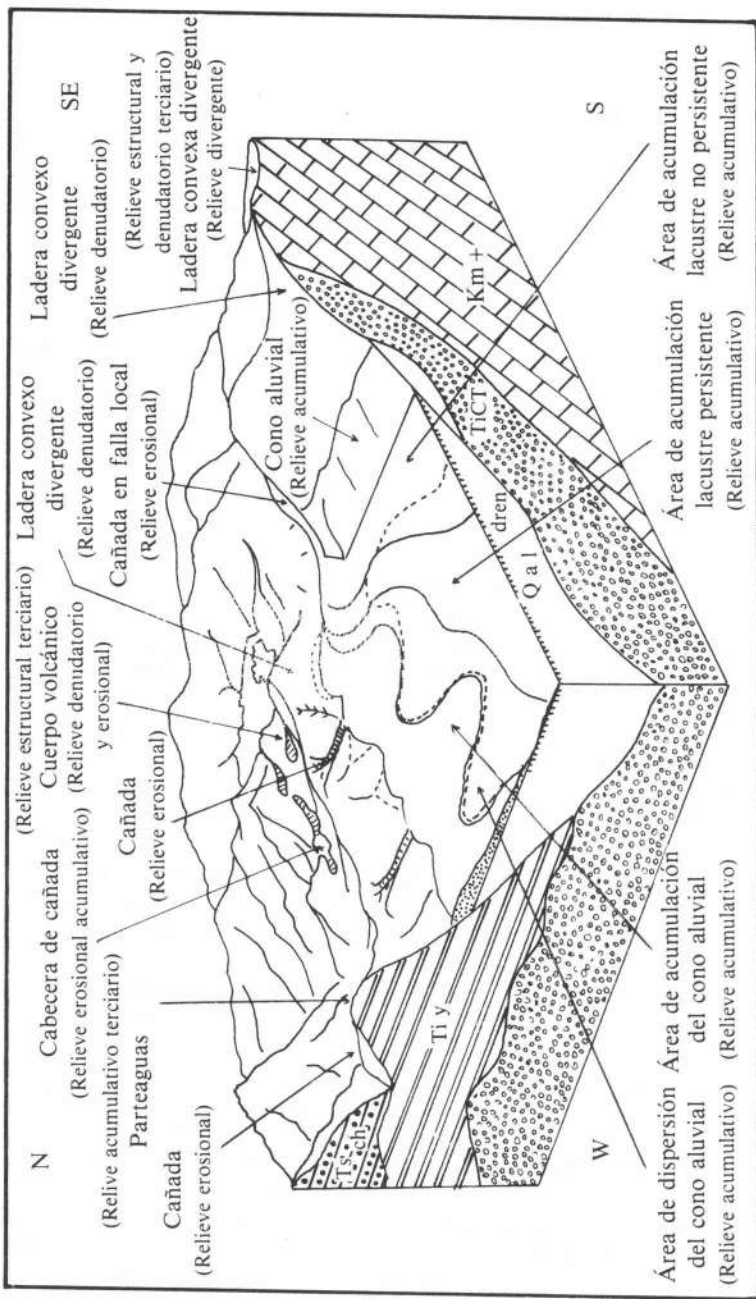 N
SE
Cabecera de cañada
(Relieve erosional acumulativo)
(Relive acumulativo terciario)
Parteaguas
Cañada
(Relieve erosional)
(Relieve estructural terciario)
Cuerpo volcánico
(Relieve denudatorio
y erosional)
Cañada
(Relieve erosional)
Ladera convexo
divergente
(Relieve denudatorio)
Cañada en falla local
(Relieve erosional)
Cono aluvial
(Relieve acumulativo)
Ladera convexo
divergente
(Relieve denudatorio)
(Relieve estructural y
denudatorio terciario)
Ladera convexa divergente
(Relieve divergente)
Ts' ch
Ti y
Qal
dren
TiCT
Km +
W
S
Área de dispersión
del cono aluvial
(Relieve acumulativo)
Área de acumulación
del cono aluvial
(Relieve acumulativo)
Área de acumulación
lacustre persistente
(Relieve acumulativo)
Área de acumulación
lacustre no persistente
(Relieve acumulativo)